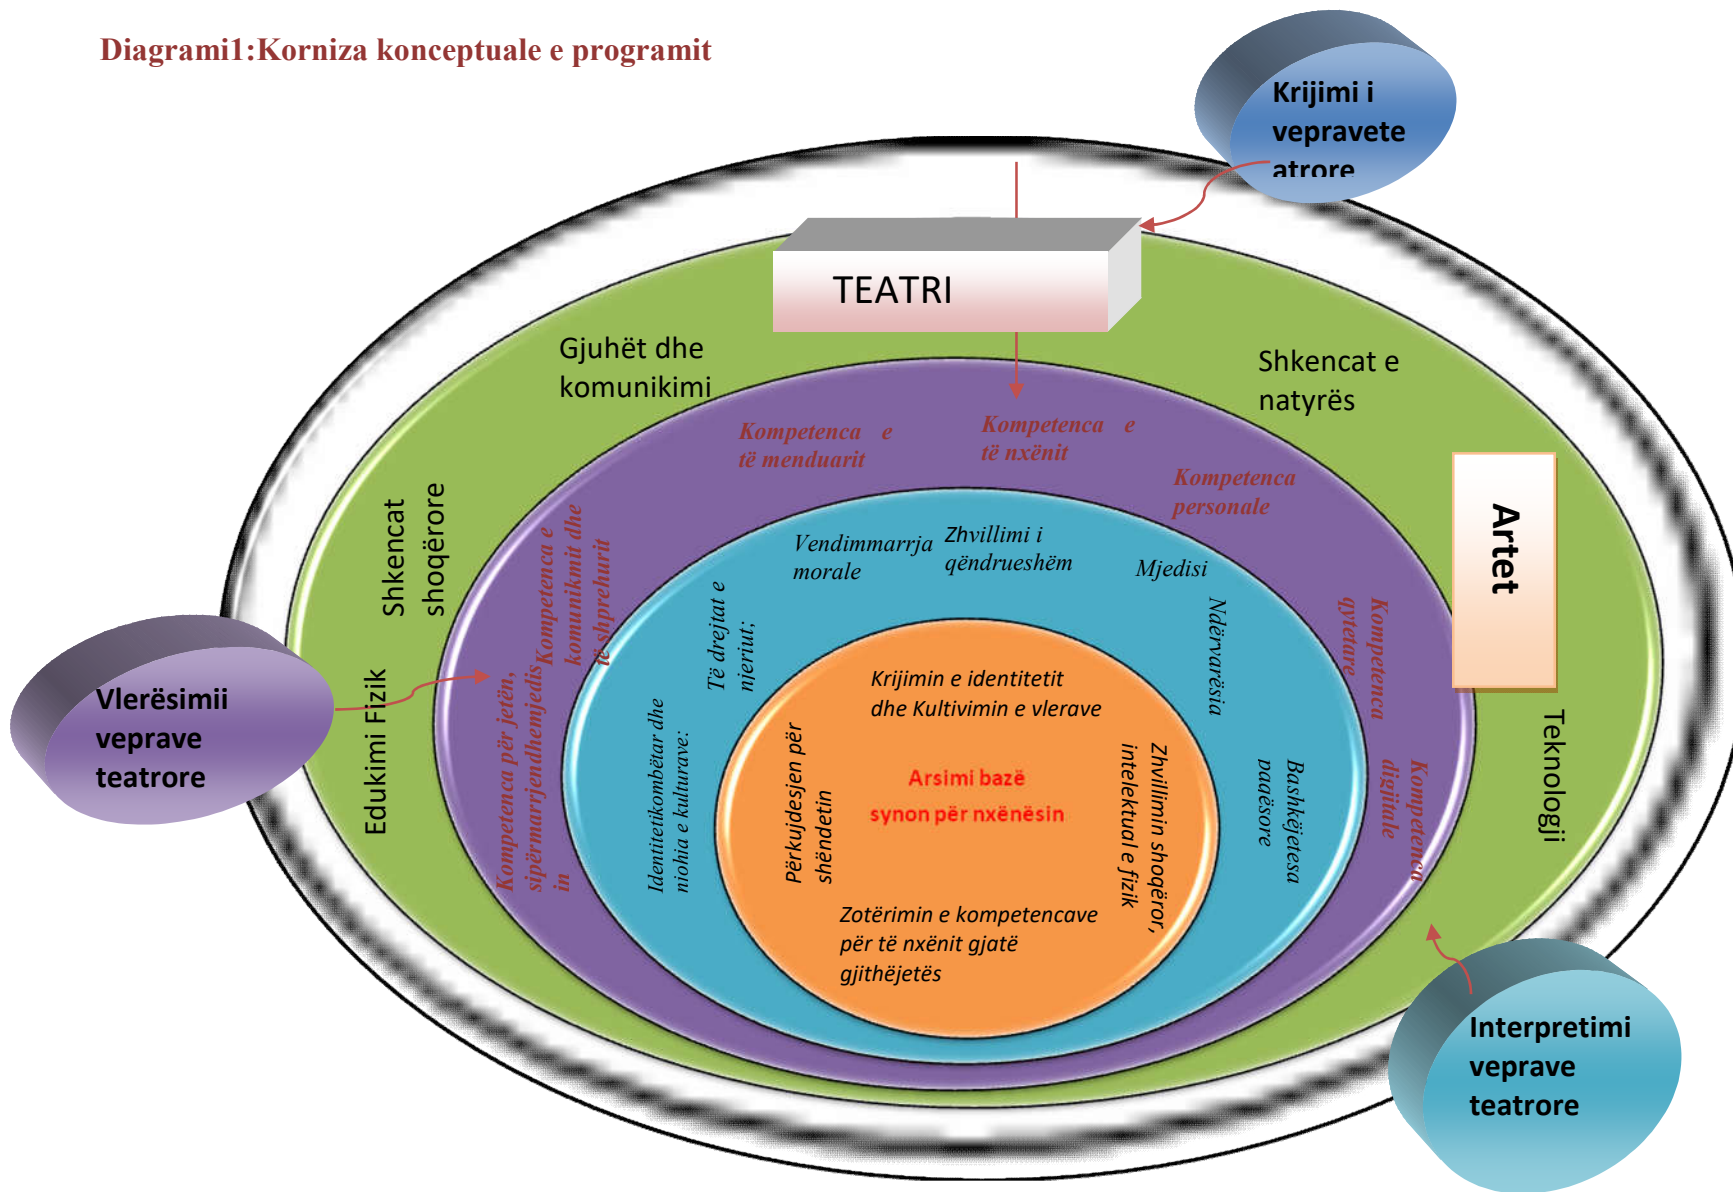 Diagrami1:Korniza konceptuale e programit
Krijimi i
vepravete
atrore
TEATRI
Gjuhët dhe
komunikimi
Shkencat e
natyrës
Artet
Teknologji
Shkencat
shoqërore
Edukimi Fizik
Vlerësimii
veprave
teatrore
Interpretimi
veprave
teatrore
Kompetenca e
të menduarit
Kompetenca e
të nxënit
Kompetenca
personale
Kompetenca
qytetare
Kompetenca
digjitale
Kompetenca e
komunikmit dhe
të shprehurit
Kompetenca për jetën,
sipërmarrjendhemjedis
in
Vendimmarrja
morale
Zhvillimi i
qëndrueshëm
Mjedisi
Ndërvarësia
Bashkëjetesa
paqësore
Të drejtat e
njeriut;
Identitetikombëtar dhe
njohja e kulturave:
Krijimin e identitetit
dhe Kultivimin e vlerave
Përkujdesjen për
shëndetin
Arsimi bazë
synon për nxënësin
Zhvillimin shoqëror,
intelektual e fizik
Zotërimin e kompetencave
për të nxënit gjatë
gjithëjetës